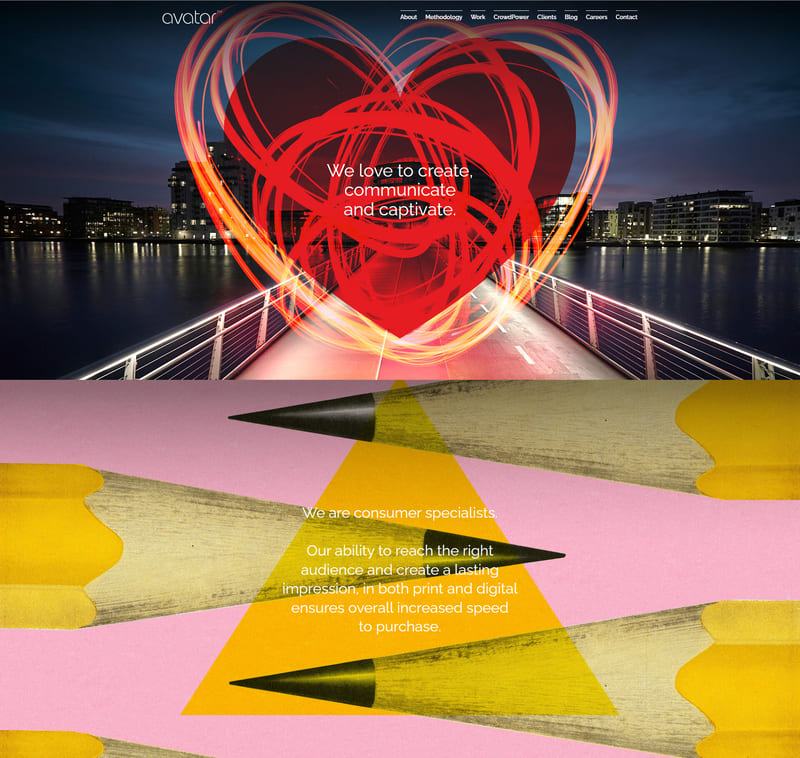 avatar
About Methodology Work CrowdPower Clients Blog Careers Contact
We love to create,
communicate
and captivate.
We are consumer specialists.
Our ability to reach the right
audience and create a lasting
impression, in both print and digital
ensures overall increased speed
to purchase.